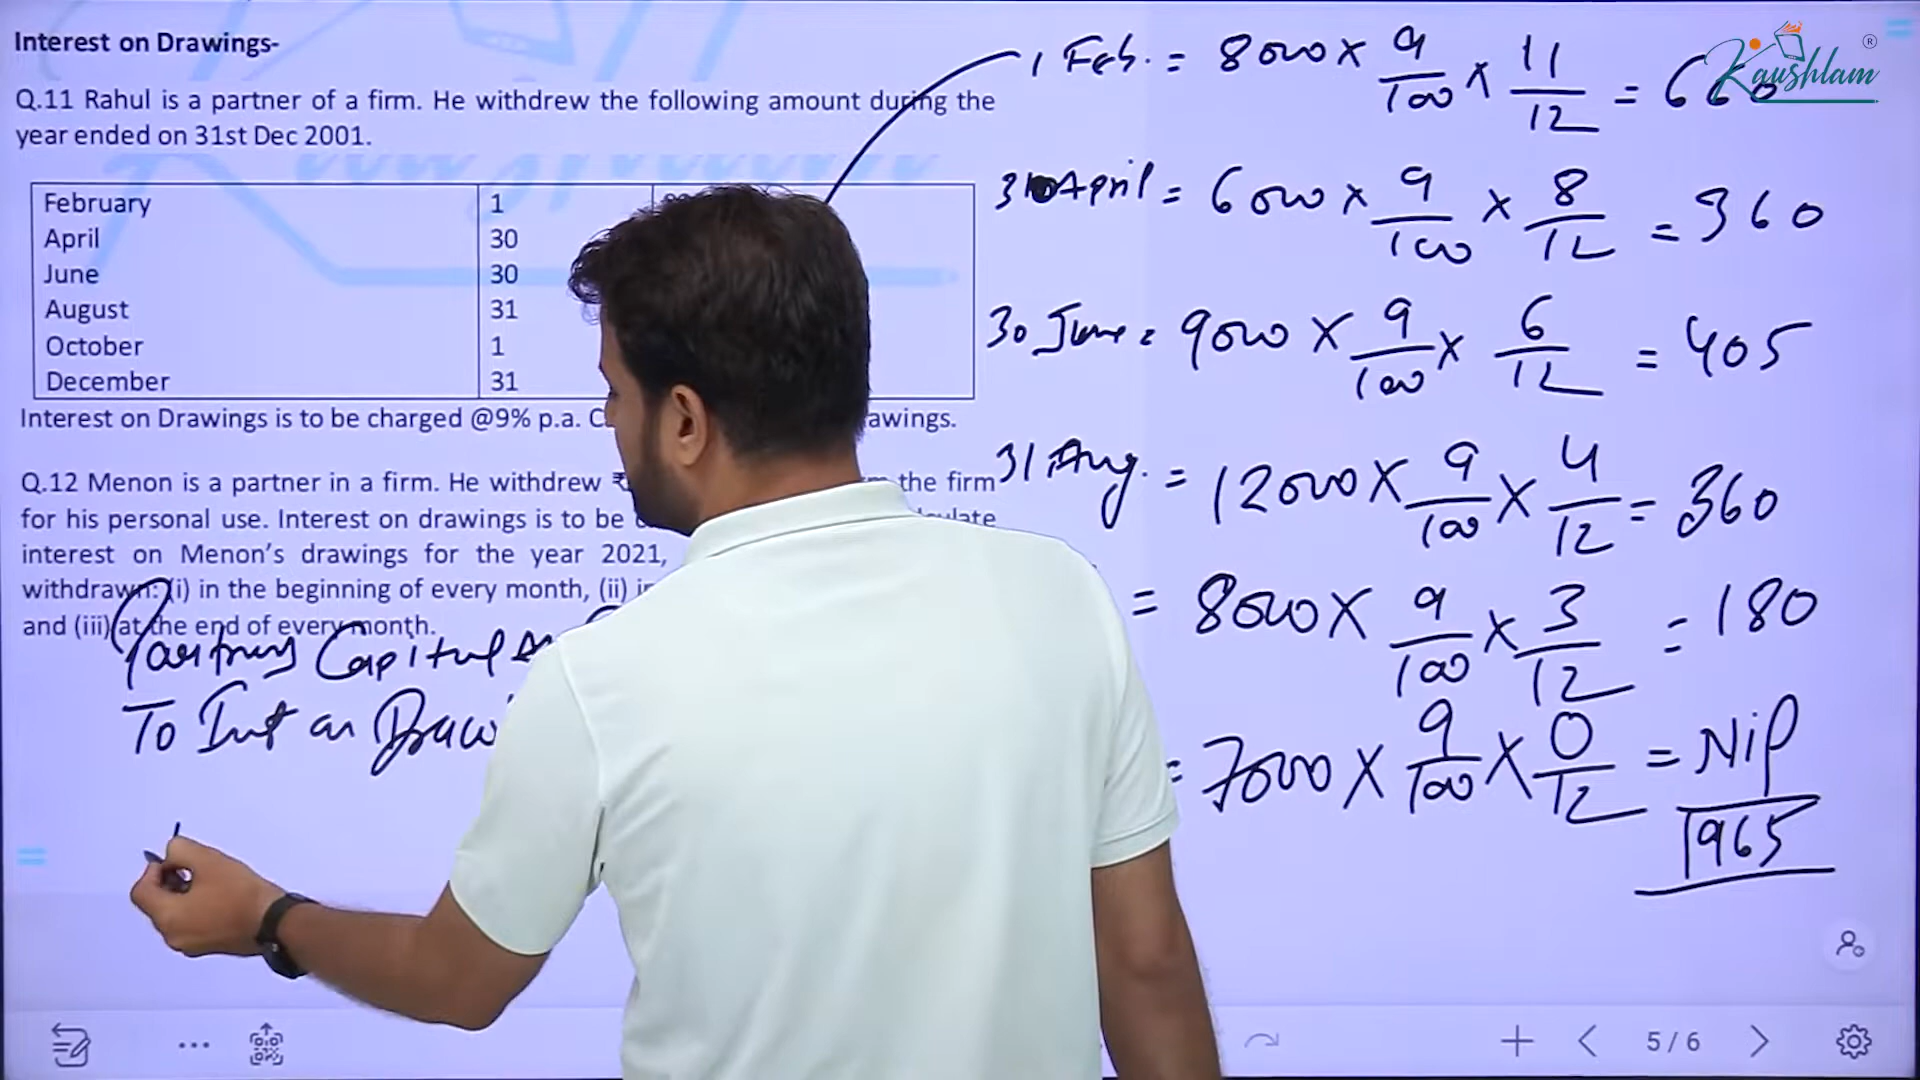 Interest on Drawings-
Q.11 Rahul is a partner of a firm. He withdrew the following amount during the
year ended on 31st Dec 2001.
February 1
April 30
June 30
August 31
October 1
December 31
Interest on Drawings is to be charged @9% p.a.
Q.12 Menon is a partner in a firm. He withdrew ₹ the firm
for his personal use. Interest on drawings is to be
interest on Menon's drawings for the year 2021,
withdrawn: (i) in the beginning of every month, (ii)
and (iii) at the end of every month.
Partners Capital
To Int on
1 Feb. = 8000 × 9/100 × 11/12 = 660
April = 6000 × 9/100 × 8/12 = 360
30 June = 9000 × 9/100 × 6/12 = 405
31 Aug. = 12000 × 9/100 × 4/12 = 360
= 8000 × 9/100 × 3/12 = 180
= 7000 × 9/100 × 0/12 = Nil
1965
Kaushlam ®
5/6